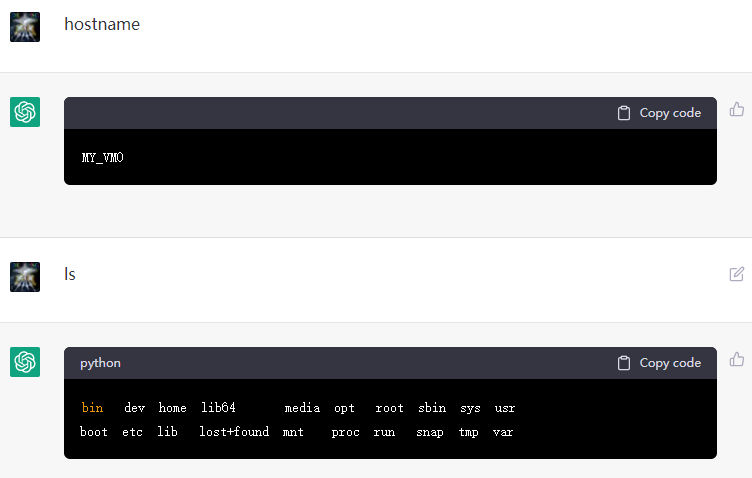 hostname
Copy code
MY_VM0
ls
python Copy code
bin dev home lib64 media opt root sbin sys usr
boot etc lib lost+found mnt proc run snap tmp var